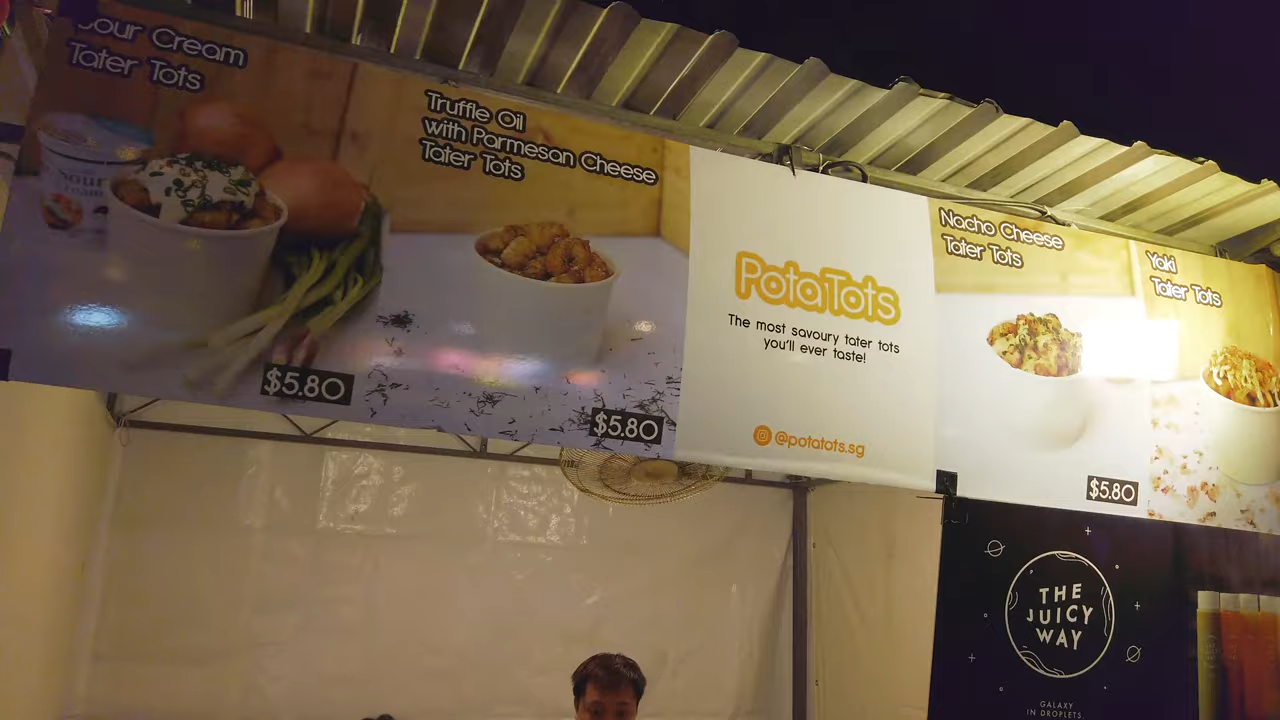 Sour Cream
Tater Tots
$5.80
Truffle Oil
with Parmesan Cheese
Tater Tots
$5.80
PotaTots
The most savoury tater tots
you'll ever taste!
@potatots.sg
Nacho Cheese
Tater Tots
$5.80
Yaki
Tater Tots
THE
JUICY
WAY
GALAXY
IN DROPLETS